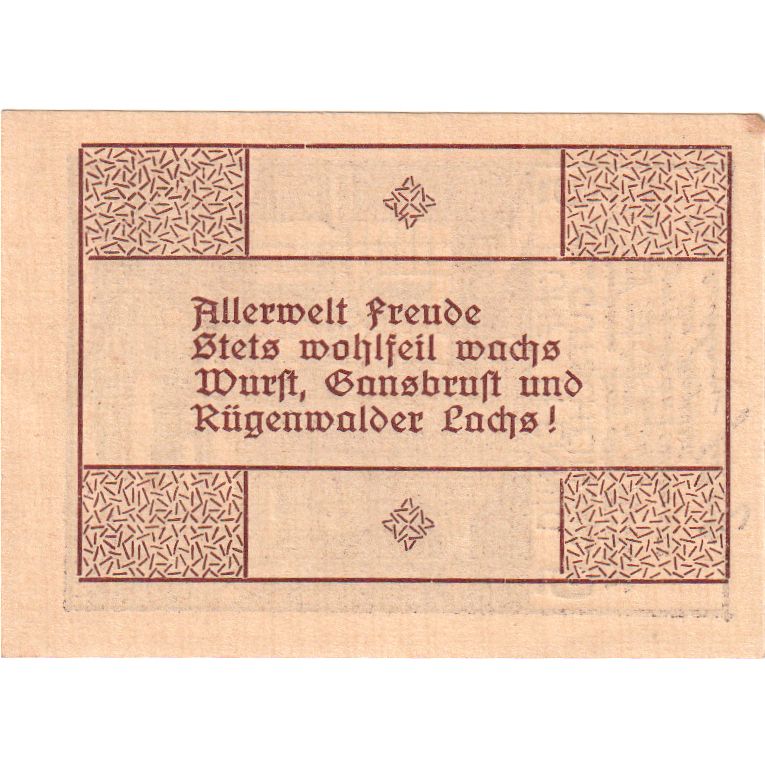 Allerwelt Freude
Stets wohlfeil wachs
Wurst, Gansbrust und
Rügenwalder Lachs!